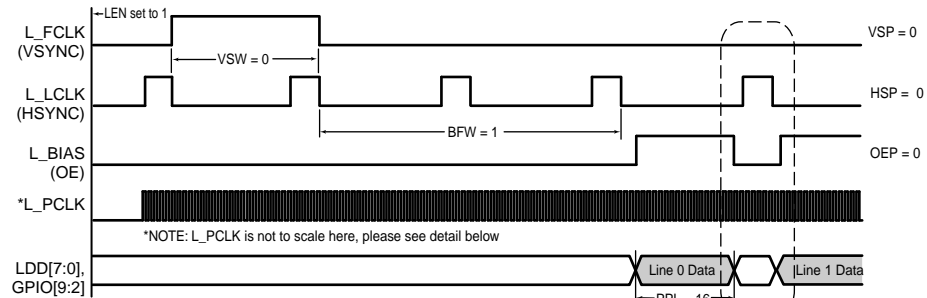 LEN set to 1
L_FCLK
(VSYNC)
VSP = 0
VSW = 0
L_LCLK
(HSYNC)
HSP = 0
BFW = 1
L_BIAS
(OE)
OEP = 0
*L_PCLK
*NOTE: L_PCLK is not to scale here, please see detail below
LDD[7:0],
GPIO[9:2]
Line 0 Data
Line 1 Data